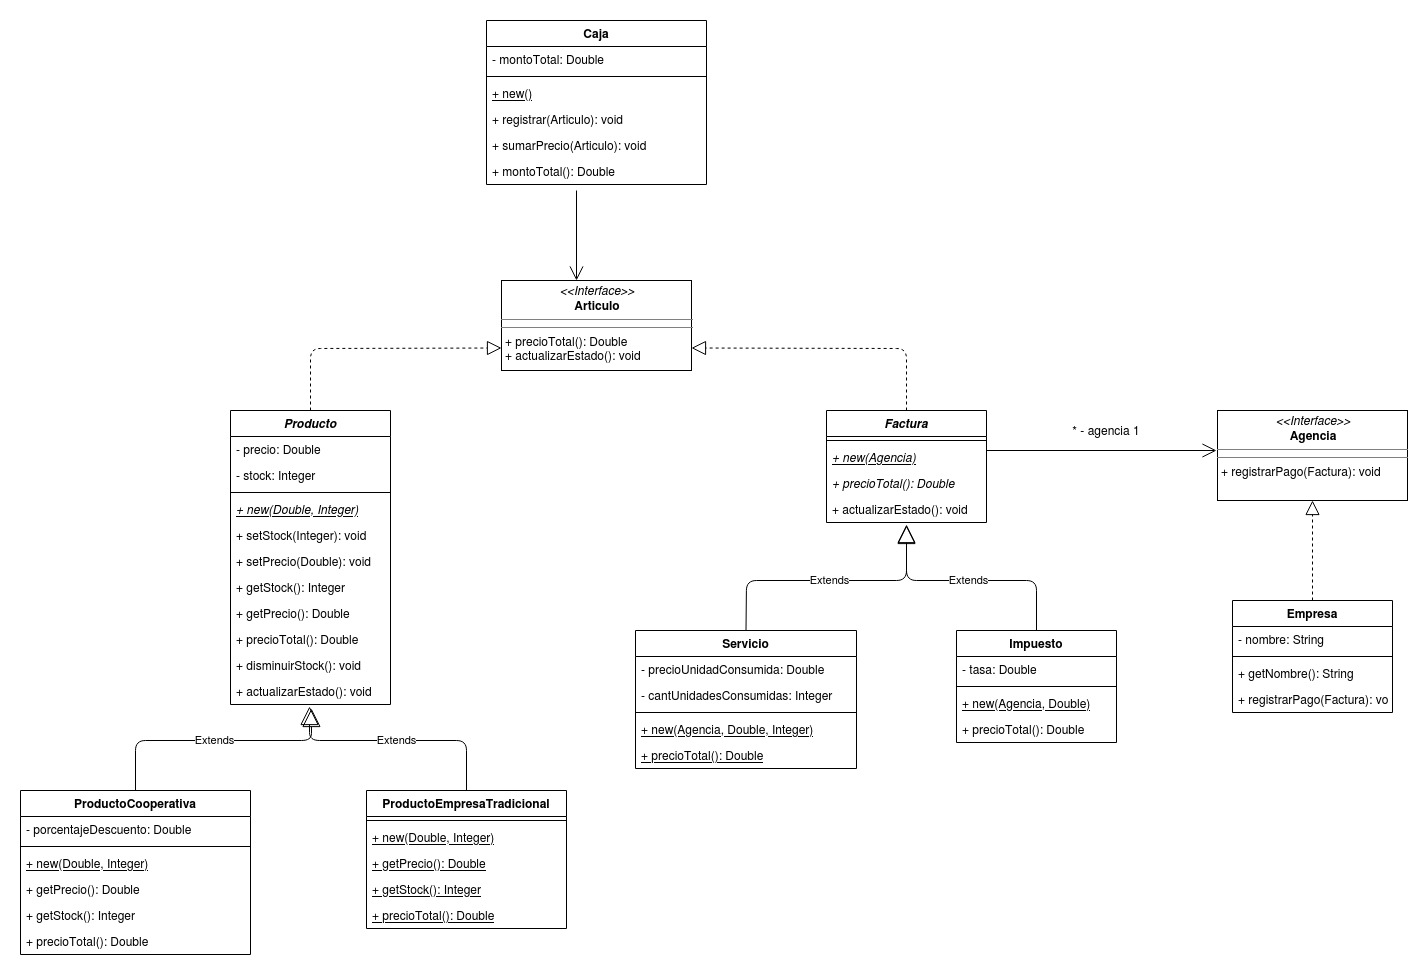 Caja
- montoTotal: Double
+ new()
+ registrar(Articulo): void
+ sumarPrecio(Articulo): void
+ montoTotal(): Double
<<Interface>>
Articulo
+ precioTotal(): Double
+ actualizarEstado(): void
Producto
- precio: Double
- stock: Integer
+ new(Double, Integer)
+ setStock(Integer): void
+ setPrecio(Double): void
+ getStock(): Integer
+ getPrecio(): Double
+ precioTotal(): Double
+ disminuirStock(): void
+ actualizarEstado(): void
Factura
+ new(Agencia)
+ precioTotal(): Double
+ actualizarEstado(): void
* - agencia 1
<<Interface>>
Agencia
+ registrarPago(Factura): void
Extends
Extends
Servicio
- precioUnidadConsumida: Double
- cantUnidadesConsumidas: Integer
+ new(Agencia, Double, Integer)
+ precioTotal(): Double
Impuesto
- tasa: Double
+ new(Agencia, Double)
+ precioTotal(): Double
Empresa
- nombre: String
+ getNombre(): String
+ registrarPago(Factura): vo
Extends
Extends
ProductoCooperativa
- porcentajeDescuento: Double
+ new(Double, Integer)
+ getPrecio(): Double
+ getStock(): Integer
+ precioTotal(): Double
ProductoEmpresaTradicional
+ new(Double, Integer)
+ getPrecio(): Double
+ getStock(): Integer
+ precioTotal(): Double